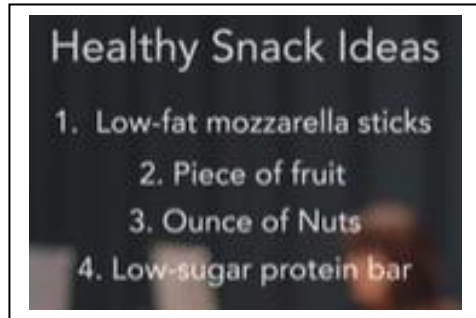 Healthy Snack Ideas
1. Low-fat mozzarella sticks
2. Piece of fruit
3. Ounce of Nuts
4. Low-sugar protein bar